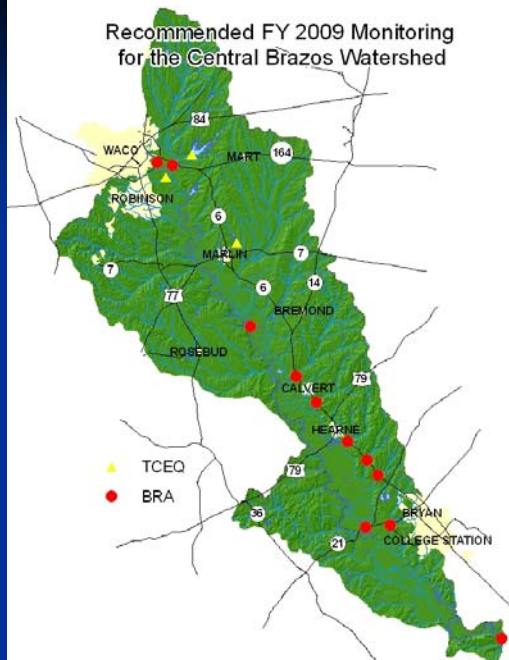 Recommended FY 2009 Monitoring
for the Central Brazos Watershed
84
WACO
MART
164
ROBINSON
6
MARLIN
7
7
6
14
77
BREMOND
ROSEBUD
79
CALVERT
HEARNE
TCEQ
79
BRA
36
BRYAN
21
COLLEGE STATION